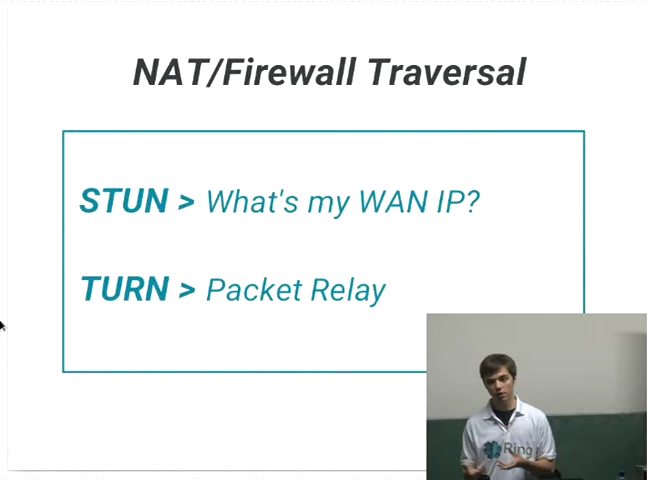 NAT/Firewall Traversal
STUN > What's my WAN IP?
TURN > Packet Relay
Ring